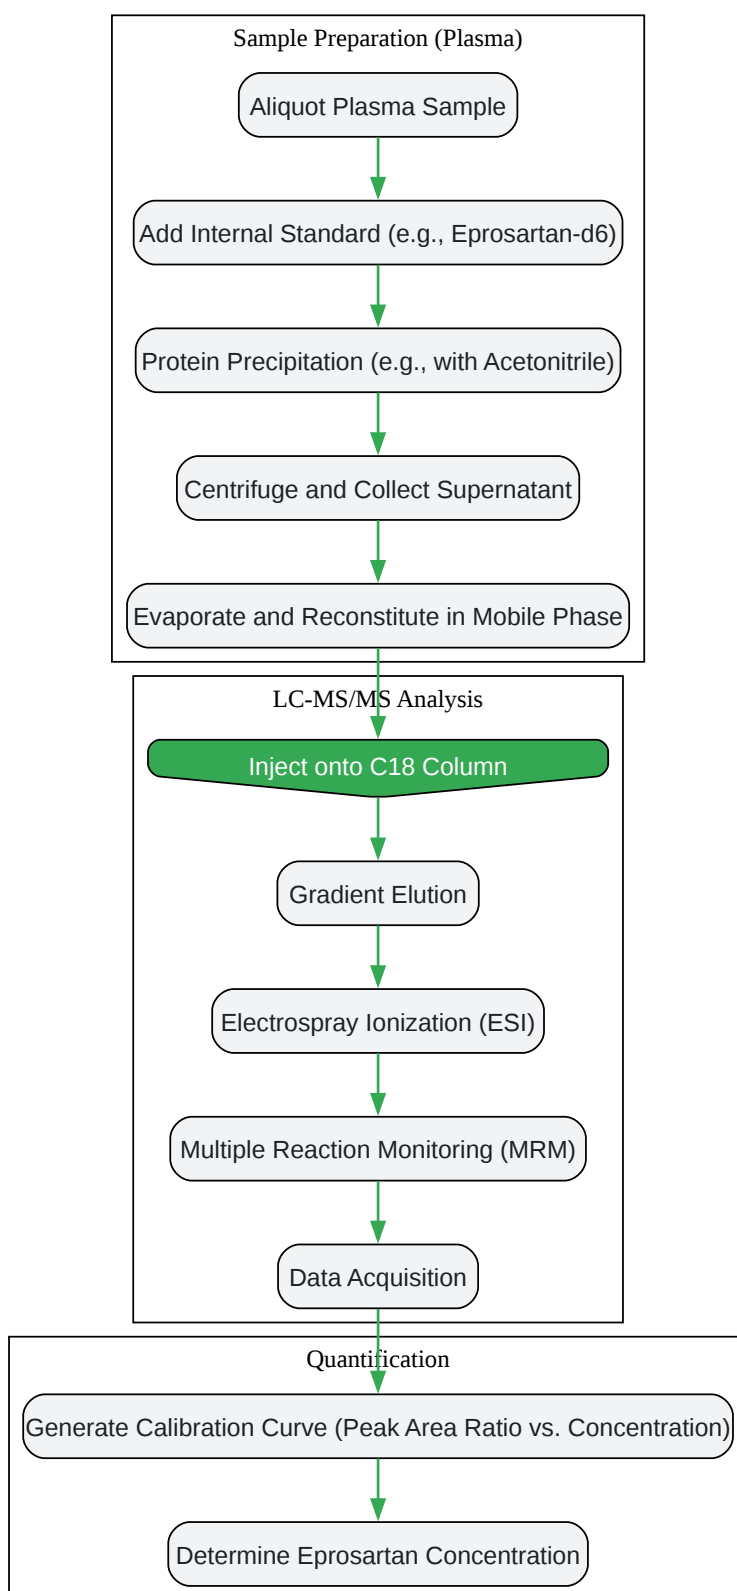 Sample Preparation (Plasma)
Aliquot Plasma Sample
Add Internal Standard (e.g., Eprosartan-d6)
Protein Precipitation (e.g., with Acetonitrile)
Centrifuge and Collect Supernatant
Evaporate and Reconstitute in Mobile Phase
LC-MS/MS Analysis
Inject onto C18 Column
Gradient Elution
Electrospray Ionization (ESI)
Multiple Reaction Monitoring (MRM)
Data Acquisition
Quantification
Generate Calibration Curve (Peak Area Ratio vs. Concentration)
Determine Eprosartan Concentration